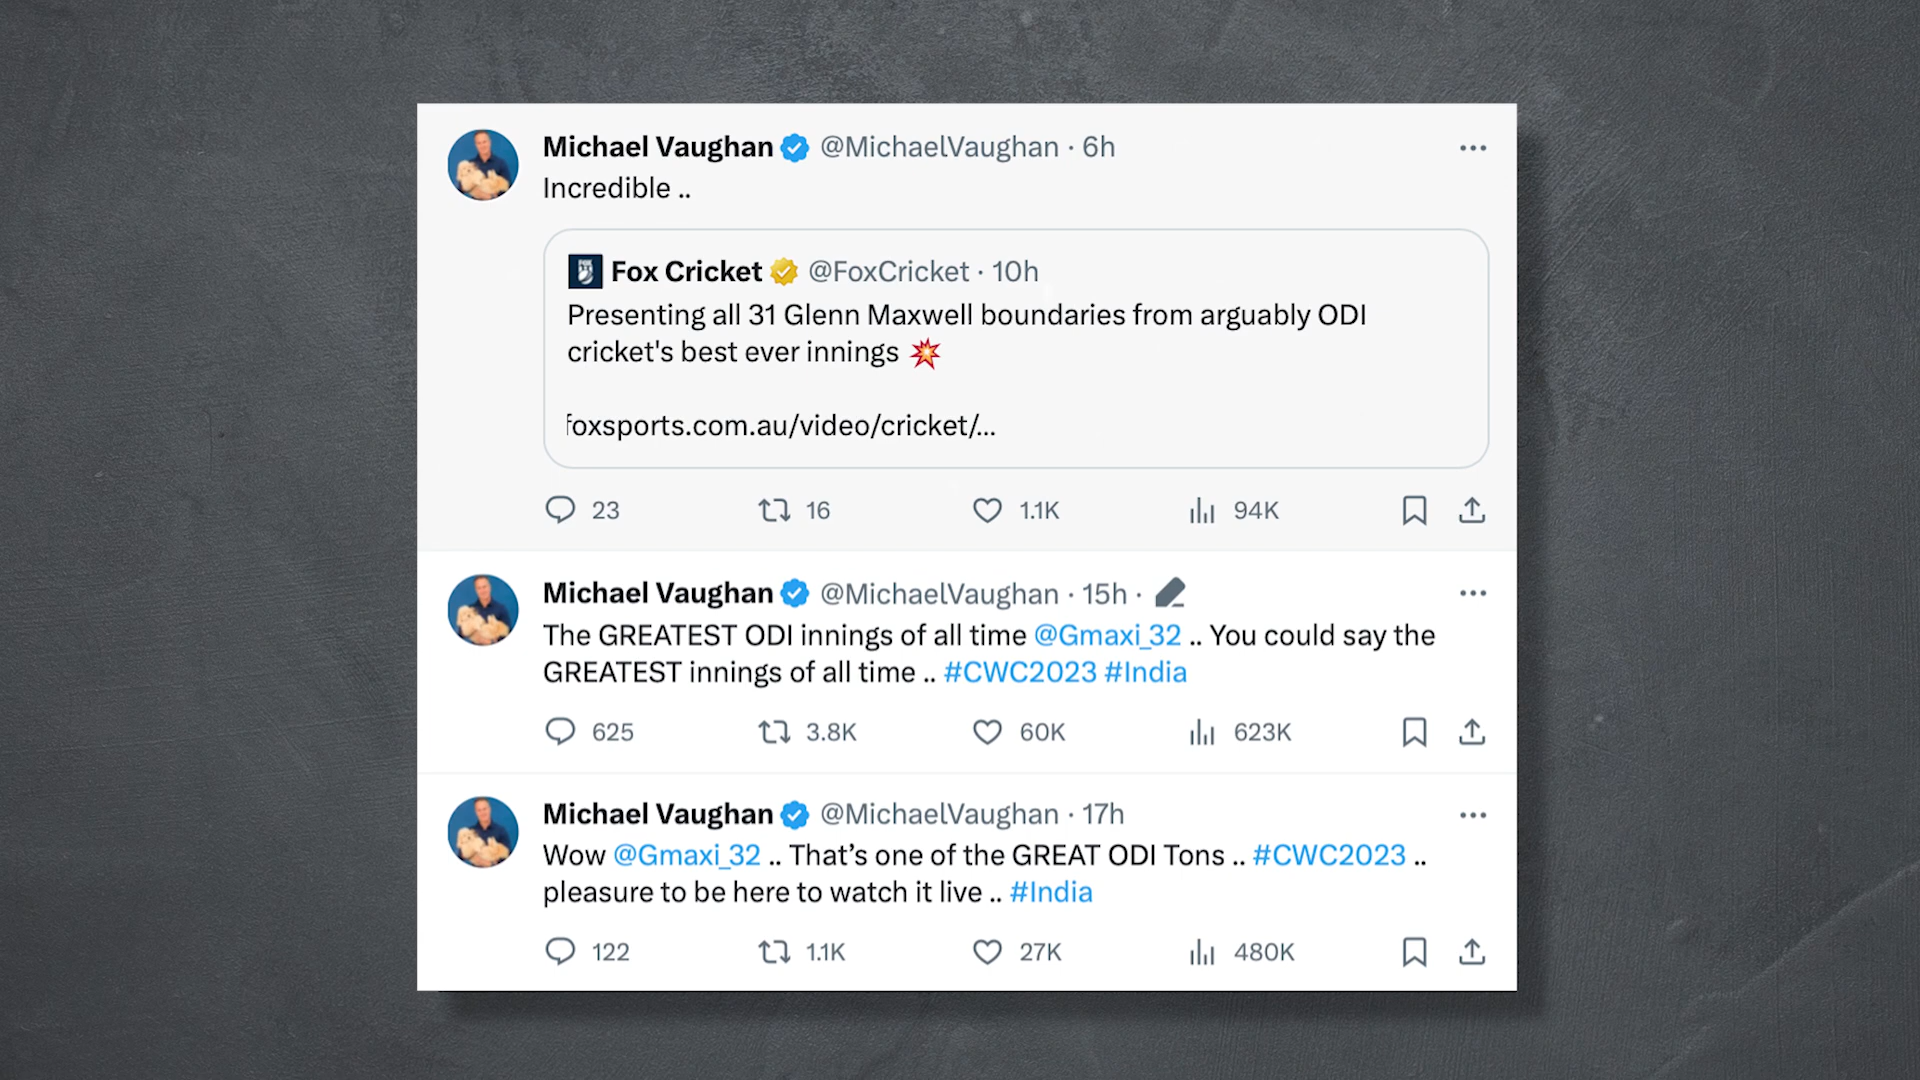 Michael Vaughan @MichaelVaughan · 6h
Incredible ..
Fox Cricket @FoxCricket · 10h
Presenting all 31 Glenn Maxwell boundaries from arguably ODI
cricket's best ever innings 💥
foxsports.com.au/video/cricket/...
23 16 1.1K 94K
Michael Vaughan @MichaelVaughan · 15h ·
The GREATEST ODI innings of all time @Gmaxi_32 .. You could say the
GREATEST innings of all time .. #CWC2023 #India
625 3.8K 60K 623K
Michael Vaughan @MichaelVaughan · 17h
Wow @Gmaxi_32 .. That’s one of the GREAT ODI Tons .. #CWC2023 ..
pleasure to be here to watch it live .. #India
122 1.1K 27K 480K